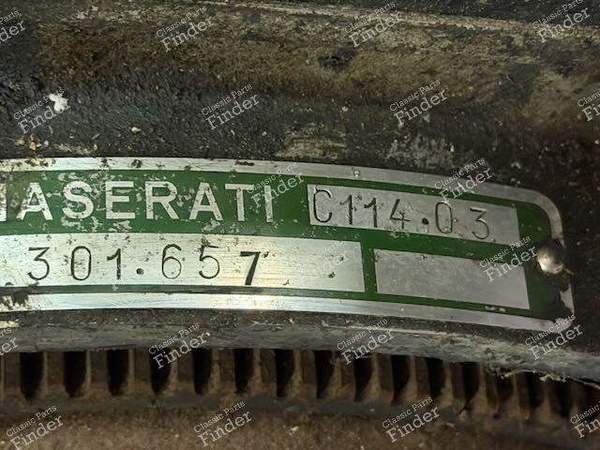 MASERATI C114.03
.301.657
Classic Parts Finder